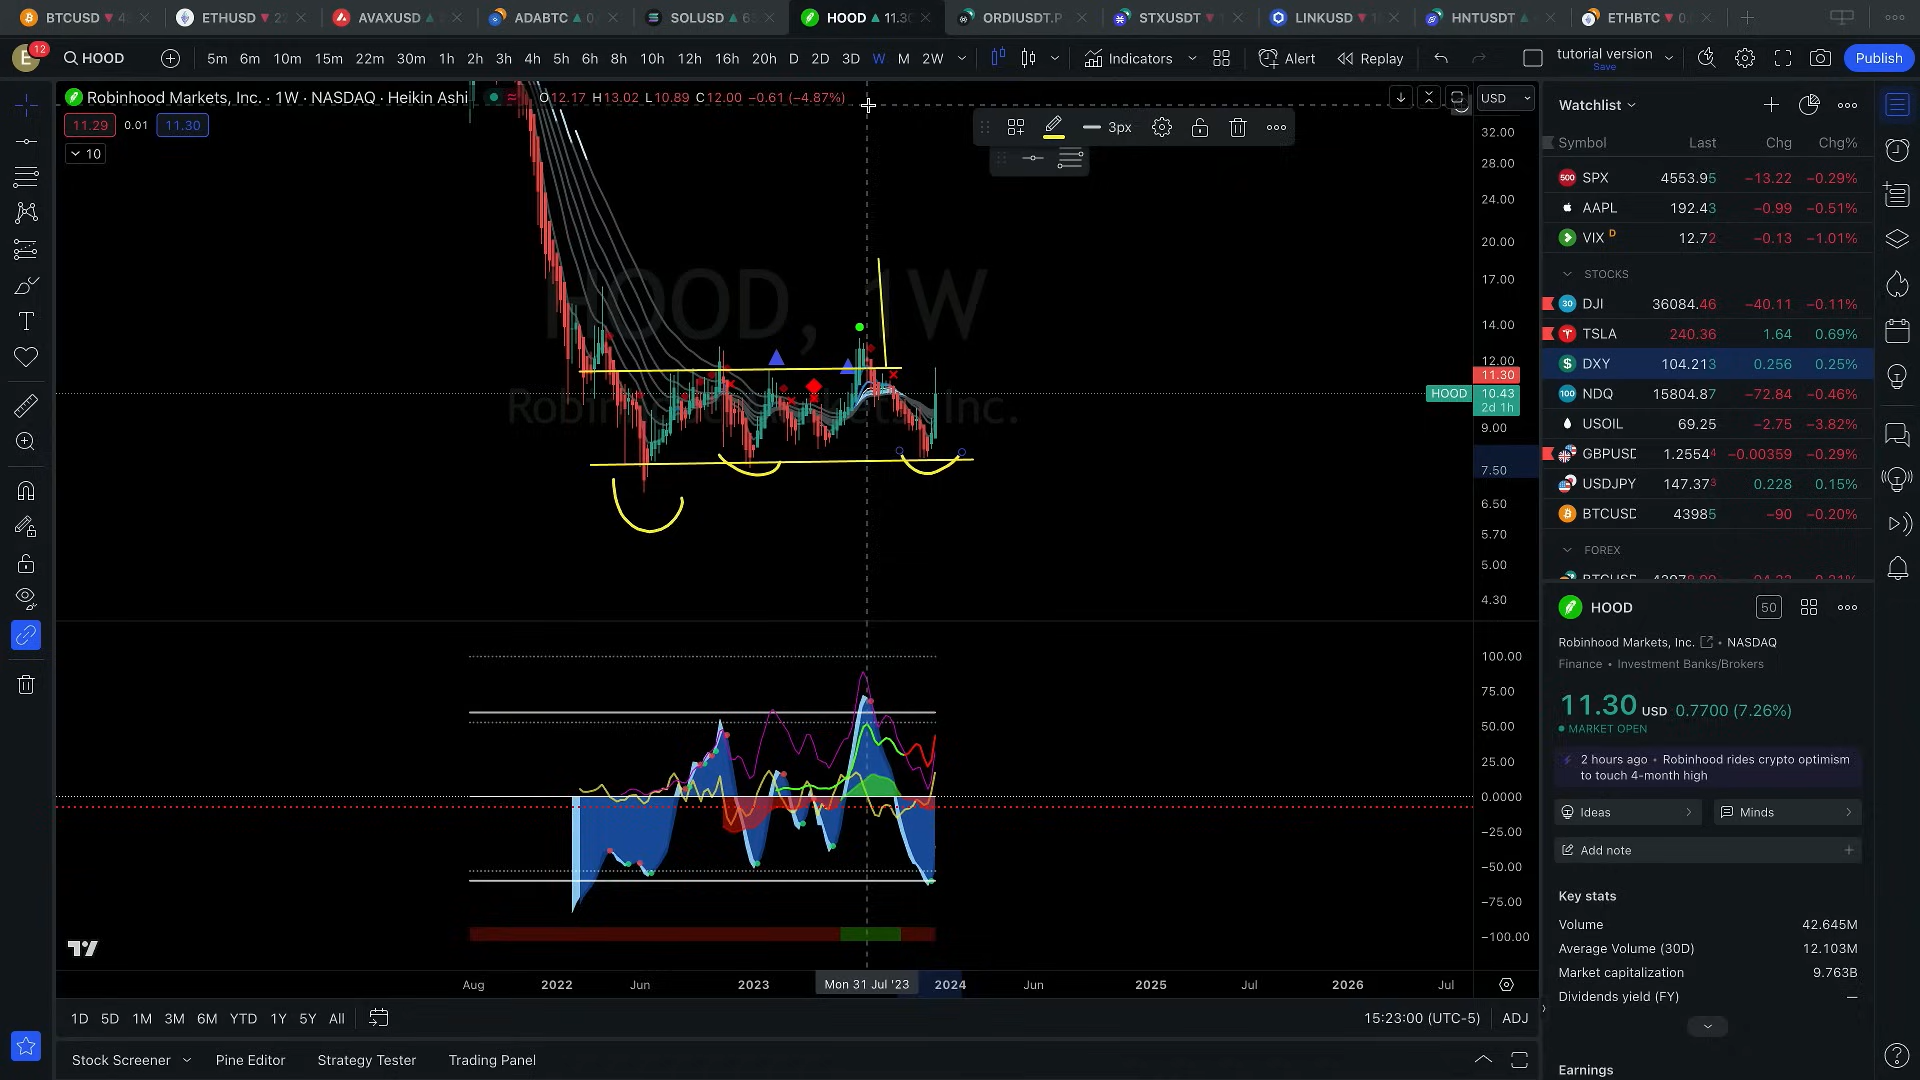 BTCUSD ▼ 43
ETHUSD ▼ 22
AVAXUSD ▲
ADABTC ▲ 0.
SOLUSD ▲ 6
HOOD ▲ 11.30
ORDIUSDT.P
STXUSDT ▼
LINKUSD ▼ 1
HNTUSDT ▲
ETHBTC ▼ 0
E 12 HOOD 5m 6m 10m 15m 22m 30m 1h 2h 3h 4h 5h 6h 8h 10h 12h 16h 20h D 2D 3D W M 2W Indicators Alert Replay tutorial version Save Publish
Robinhood Markets, Inc. · 1W · NASDAQ · Heikin Ashi O12.17 H13.02 L10.89 C12.00 −0.61 (−4.87%)
11.29 0.01 11.30
10
3px
USD
32.00
28.00
24.00
20.00
17.00
14.00
12.00
11.30
HOOD 10.43
2d 1h
9.00
7.50
6.50
5.70
5.00
4.30
HOOD, 1W
Robinhood Markets, Inc.
100.00
75.00
50.00
25.00
0.0000
−25.00
−50.00
−75.00
−100.00
Aug 2022 Jun 2023 Mon 31 Jul '23 2024 Jun 2025 Jul 2026 Jul
1D 5D 1M 3M 6M YTD 1Y 5Y All 15:23:00 (UTC-5) ADJ
Stock Screener Pine Editor Strategy Tester Trading Panel
Watchlist
Symbol Last Chg Chg%
SPX 4553.95 −13.22 −0.29%
AAPL 192.43 −0.99 −0.51%
VIX D 12.72 −0.13 −1.01%
STOCKS
DJI 36084.46 −40.11 −0.11%
TSLA 240.36 1.64 0.69%
DXY 104.213 0.256 0.25%
NDQ 15804.87 −72.84 −0.46%
USOIL 69.25 −2.75 −3.82%
GBPUSD 1.25544 −0.00359 −0.29%
USDJPY 147.373 0.228 0.15%
BTCUSD 43985 −90 −0.20%
FOREX
HOOD 50
Robinhood Markets, Inc. • NASDAQ
Finance • Investment Banks/Brokers
11.30 USD 0.7700 (7.26%)
MARKET OPEN
2 hours ago • Robinhood rides crypto optimism
to touch 4-month high
Ideas Minds
Add note
Key stats
Volume 42.645M
Average Volume (30D) 12.103M
Market capitalization 9.763B
Dividends yield (FY) —
Earnings